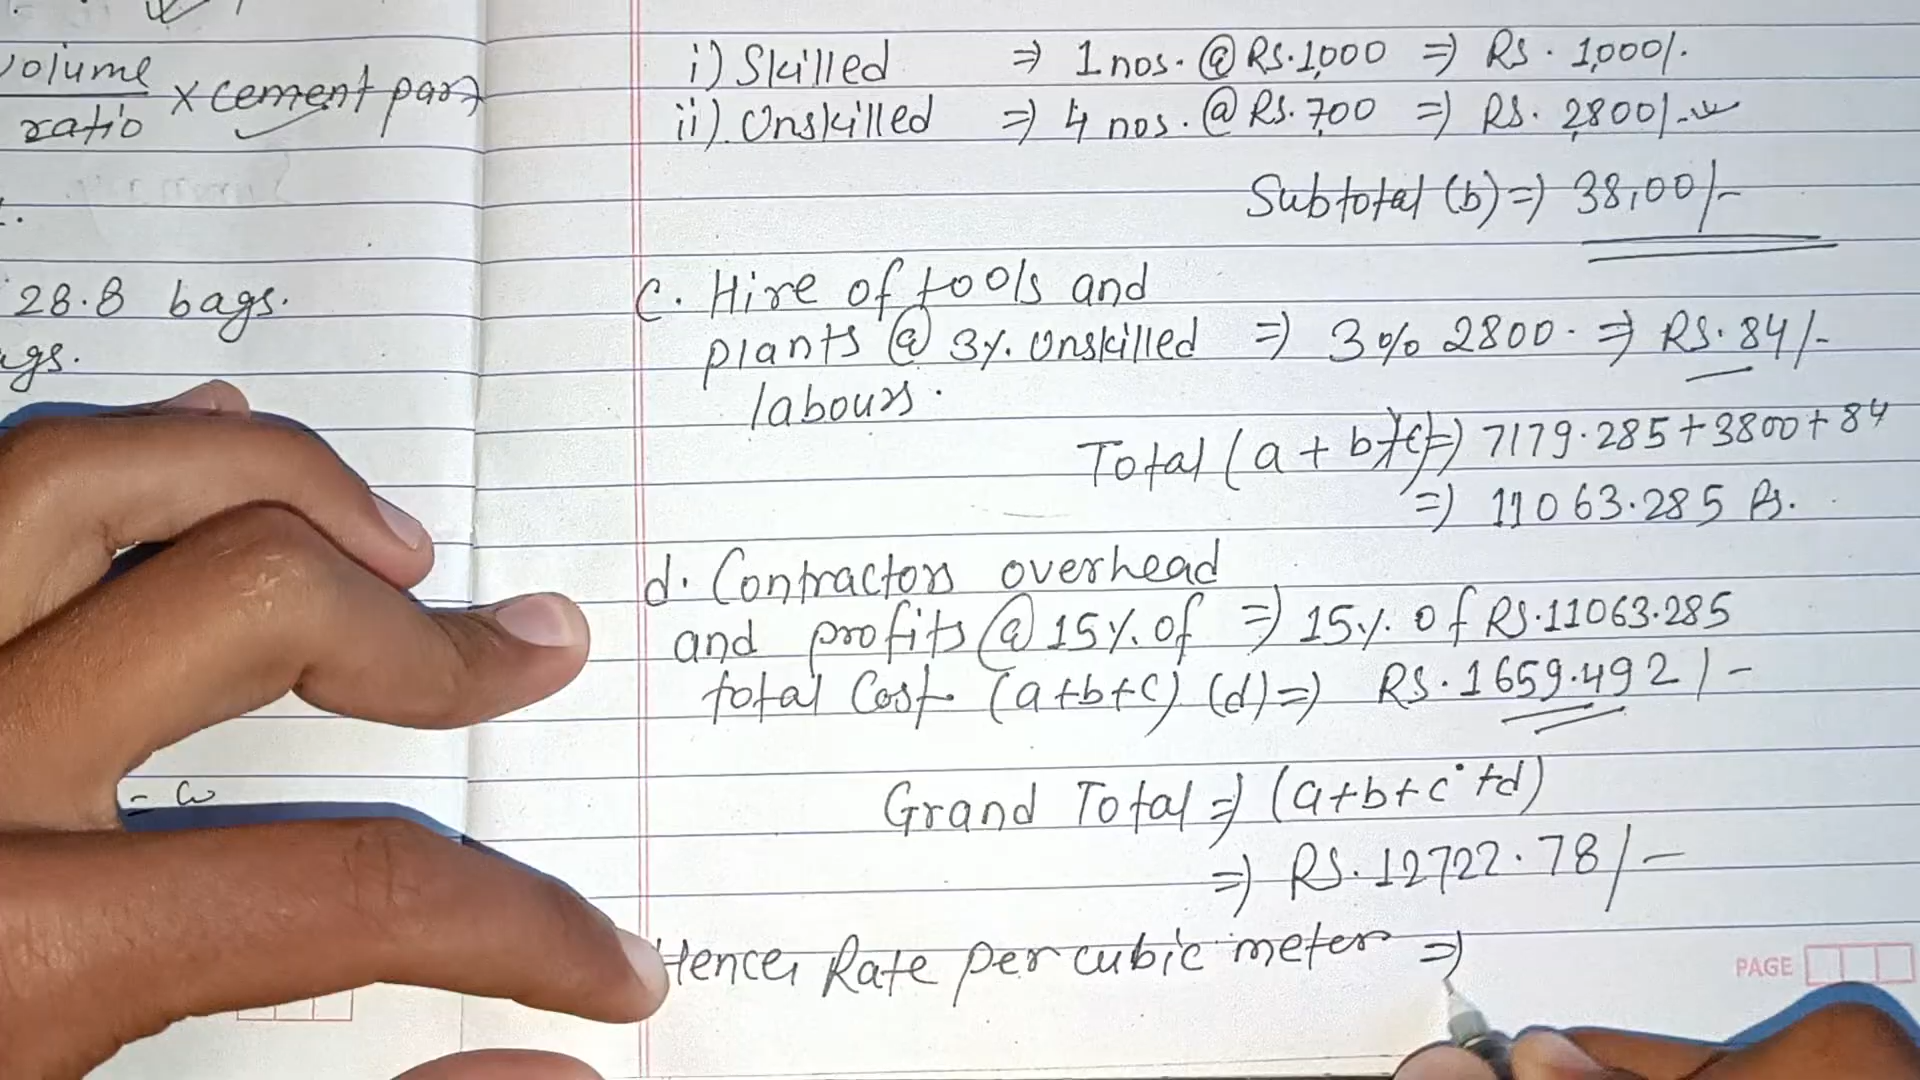 volume
ratio × cement part
28.8 bags.
gs.
i) Skilled ⇒ 1 nos. @ Rs.1,000 ⇒ Rs. 1,000/.
ii). Unskilled ⇒ 4 nos. @ Rs.700 ⇒ Rs. 2,800/-
Subtotal (b) ⇒ 38,00/-
C. Hire of tools and
plants @ 3%. Unskilled ⇒ 3% 2800. ⇒ Rs. 84/-
labours.
Total (a + b + c) ⇒ 7179.285 + 3800 + 84
⇒ 11063.285 Rs.
d. Contractors overhead
and profits @ 15%. of ⇒ 15%. of Rs.11063.285
total Cost (a+b+c) (d) ⇒ Rs. 1659.492/-
Grand Total ⇒ (a+b+c+d)
⇒ Rs. 12722.78/-
Hence, Rate per cubic meter ⇒
PAGE